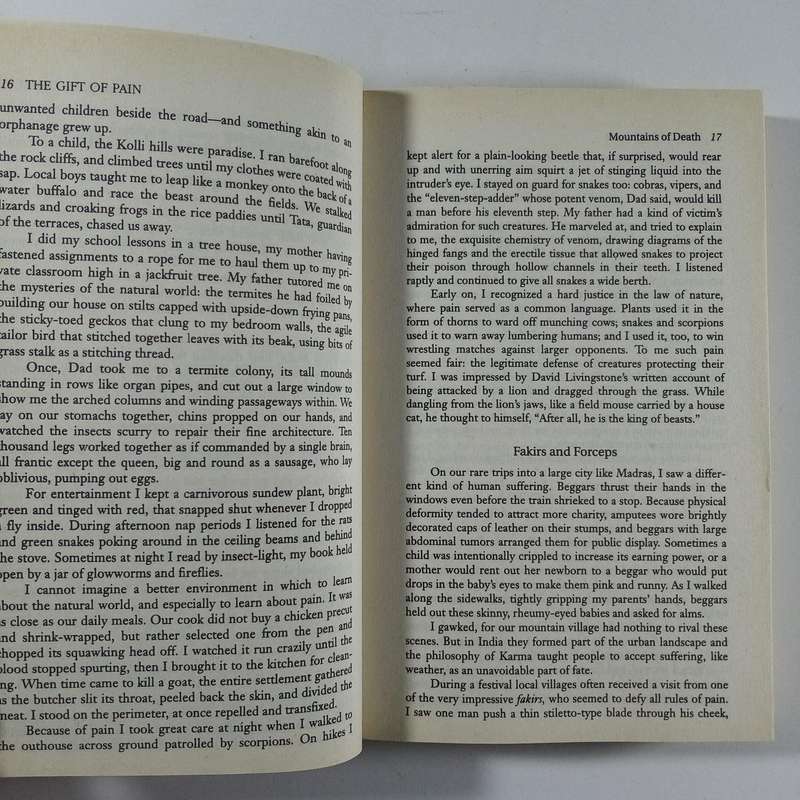 16 THE GIFT OF PAIN
unwanted children beside the road—and something akin to an
orphanage grew up.
To a child, the Kolli hills were paradise. I ran barefoot along
the rock cliffs, and climbed trees until my clothes were coated with
sap. Local boys taught me to leap like a monkey onto the back of a
water buffalo and race the beast around the fields. We stalked
lizards and croaking frogs in the rice paddies until Tata, guardian
of the terraces, chased us away.
I did my school lessons in a tree house, my mother having
fastened assignments to a rope for me to haul them up to my pri-
vate classroom high in a jackfruit tree. My father tutored me on
the mysteries of the natural world: the termites he had foiled by
building our house on stilts capped with upside-down frying pans,
the sticky-toed geckos that clung to my bedroom walls, the agile
tailor bird that stitched together leaves with its beak, using bits of
grass stalk as a stitching thread.
Once, Dad took me to a termite colony, its tall mounds
standing in rows like organ pipes, and cut out a large window to
show me the arched columns and winding passageways within. We
lay on our stomachs together, chins propped on our hands, and
watched the insects scurry to repair their fine architecture. Ten
thousand legs worked together as if commanded by a single brain,
all frantic except the queen, big and round as a sausage, who lay
oblivious, pumping out eggs.
For entertainment I kept a carnivorous sundew plant, bright
green and tinged with red, that snapped shut whenever I dropped
a fly inside. During afternoon nap periods I listened for the rats
and green snakes poking around in the ceiling beams and behind
the stove. Sometimes at night I read by insect-light, my book held
open by a jar of glowworms and fireflies.
I cannot imagine a better environment in which to learn
about the natural world, and especially to learn about pain. It was
as close as our daily meals. Our cook did not buy a chicken precut
and shrink-wrapped, but rather selected one from the pen and
chopped its squawking head off. I watched it run crazily until the
blood stopped spurting, then I brought it to the kitchen for clean-
ing. When time came to kill a goat, the entire settlement gathered
as the butcher slit its throat, peeled back the skin, and divided the
meat. I stood on the perimeter, at once repelled and transfixed.
Because of pain I took great care at night when I walked to
the outhouse across ground patrolled by scorpions. On hikes I
Mountains of Death 17
kept alert for a plain-looking beetle that, if surprised, would rear
up and with unerring aim squirt a jet of stinging liquid into the
intruder's eye. I stayed on guard for snakes too: cobras, vipers, and
the “eleven-step-adder” whose potent venom, Dad said, would kill
a man before his eleventh step. My father had a kind of victim's
admiration for such creatures. He marveled at, and tried to explain
to me, the exquisite chemistry of venom, drawing diagrams of the
hinged fangs and the erectile tissue that allowed snakes to project
their poison through hollow channels in their teeth. I listened
raptly and continued to give all snakes a wide berth.
Early on, I recognized a hard justice in the law of nature,
where pain served as a common language. Plants used it in the
form of thorns to ward off munching cows; snakes and scorpions
used it to warn away lumbering humans; and I used it, too, to win
wrestling matches against larger opponents. To me such pain
seemed fair: the legitimate defense of creatures protecting their
turf. I was impressed by David Livingstone's written account of
being attacked by a lion and dragged through the grass. While
dangling from the lion's jaws, like a field mouse carried by a house
cat, he thought to himself, “After all, he is the king of beasts.”
Fakirs and Forceps
On our rare trips into a large city like Madras, I saw a differ-
ent kind of human suffering. Beggars thrust their hands in the
windows even before the train shrieked to a stop. Because physical
deformity tended to attract more charity, amputees wore brightly
decorated caps of leather on their stumps, and beggars with large
abdominal tumors arranged them for public display. Sometimes a
child was intentionally crippled to increase its earning power, or a
mother would rent out her newborn to a beggar who would put
drops in the baby's eyes to make them pink and runny. As I walked
along the sidewalks, tightly gripping my parents' hands, beggars
held out these skinny, rheumy-eyed babies and asked for alms.
I gawked, for our mountain village had nothing to rival these
scenes. But in India they formed part of the urban landscape and
the philosophy of Karma taught people to accept suffering, like
weather, as an unavoidable part of fate.
During a festival local villages often received a visit from one
of the very impressive fakirs, who seemed to defy all rules of pain.
I saw one man push a thin stiletto-type blade through his cheek,